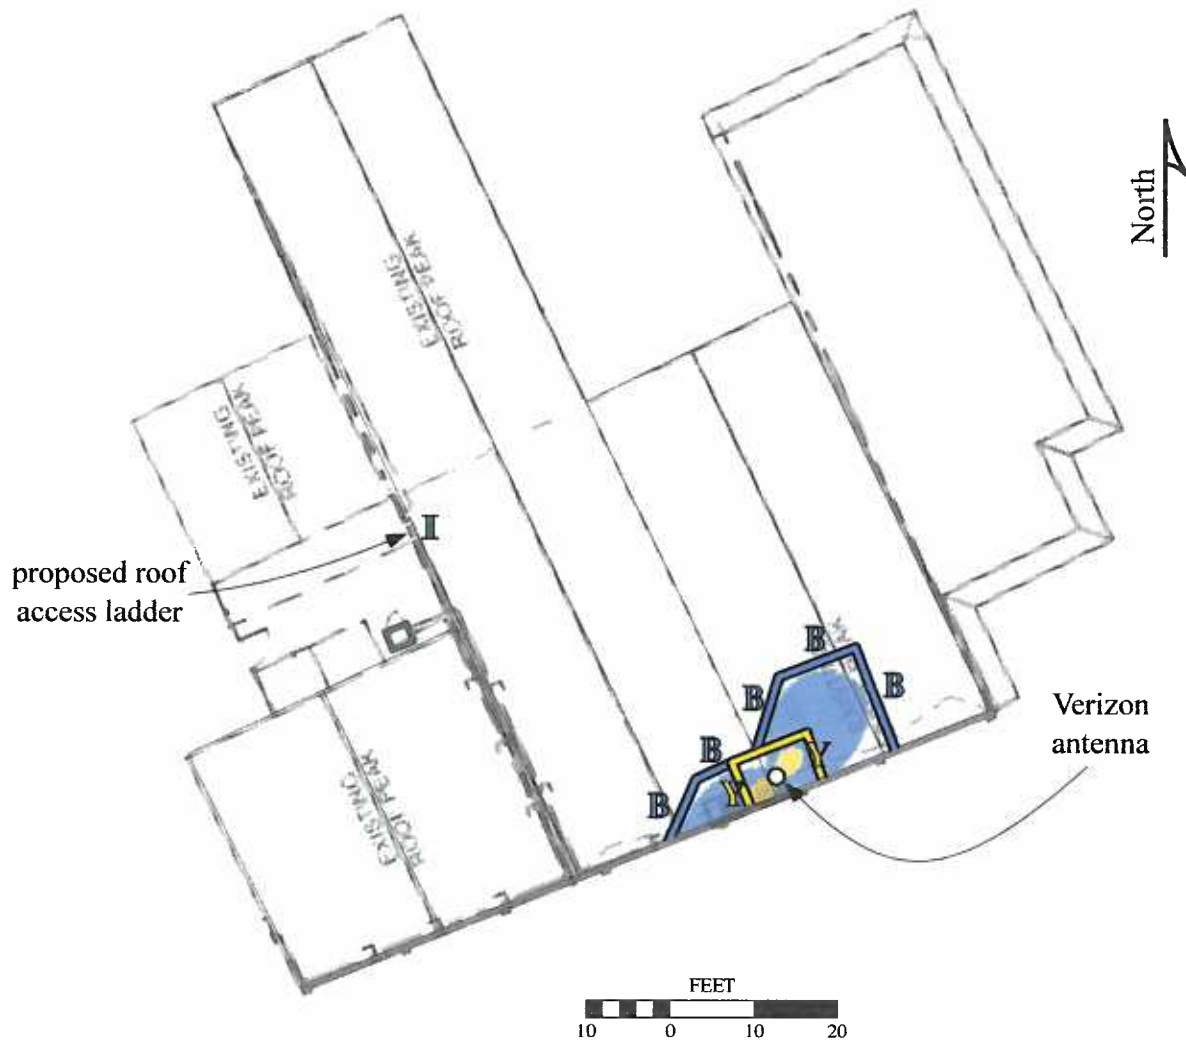 North
EXISTING
ROOF PEAK
EXISTING
ROOF PEAK
I
proposed roof
access ladder
B
B
B
B
B
Y
Y
Verizon
antenna
EXISTING
ROOF PEAK
FEET
10 0 10 20